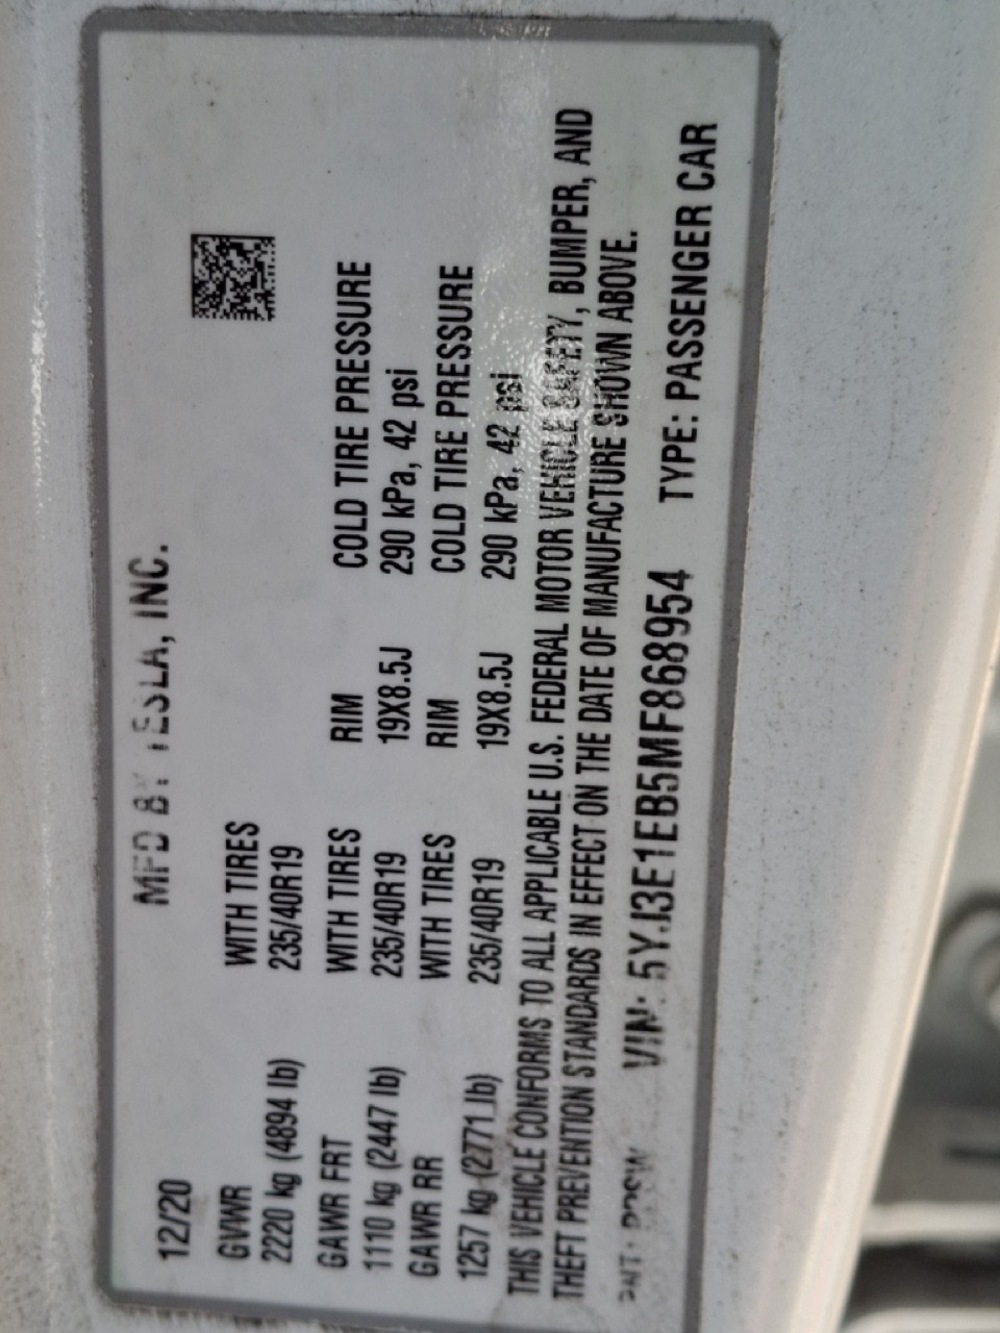 MFD BY TESLA, INC.
12/20
GVWR WITH TIRES
2220 kg (4894 lb) 235/40R19
GAWR FRT WITH TIRES RIM COLD TIRE PRESSURE
1110 kg (2447 lb) 235/40R19 19X8.5J 290 kPa, 42 psi
GAWR RR WITH TIRES RIM COLD TIRE PRESSURE
1257 kg (2771 lb) 235/40R19 19X8.5J 290 kPa, 42 psi
THIS VEHICLE CONFORMS TO ALL APPLICABLE U.S. FEDERAL MOTOR VEHICLE SAFETY, BUMPER, AND
THEFT PREVENTION STANDARDS IN EFFECT ON THE DATE OF MANUFACTURE SHOWN ABOVE.
PNT: PPSW VIN: 5YJ3E1EB5MF868954 TYPE: PASSENGER CAR